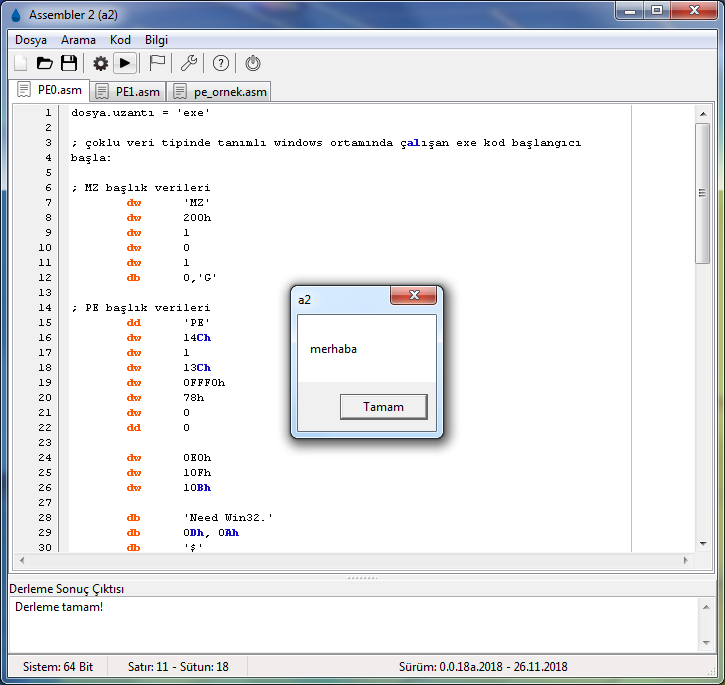 Assembler 2 (a2)
Dosya Arama Kod Bilgi
PE0.asm PE1.asm pe_ornek.asm
1 dosya.uzantı = 'exe'
2
3 ; çoklu veri tipinde tanımlı windows ortamında çalışan exe kod başlangıcı
4 başla:
5
6 ; MZ başlık verileri
7 dw 'MZ'
8 dw 200h
9 dw 1
10 dw 0
11 dw 1
12 db 0,'G'
13
14 ; PE başlık verileri
15 dd 'PE'
16 dw 14Ch
17 dw 1
18 dw 13Ch
19 dw 0FFF0h
20 dw 78h
21 dw 0
22 dd 0
23
24 dw 0E0h
25 dw 10Fh
26 dw 10Bh
27
28 db 'Need Win32.'
29 db 0Dh, 0Ah
30 db '$'
a2
merhaba
Tamam
Derleme Sonuç Çıktısı
Derleme tamam!
Sistem: 64 Bit Satır: 11 - Sütun: 18 Sürüm: 0.0.18a.2018 - 26.11.2018